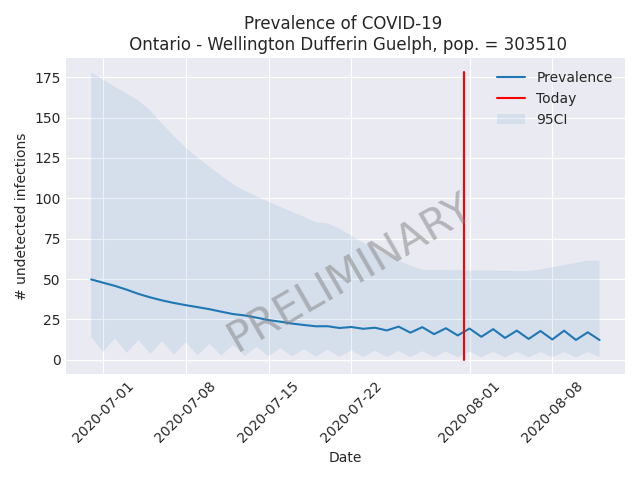 Prevalence of COVID-19
Ontario - Wellington Dufferin Guelph, pop. = 303510
Prevalence
Today
95CI
# undetected infections
175
150
125
100
75
50
25
0
PRELIMINARY
2020-07-01
2020-07-08
2020-07-15
2020-07-22
2020-08-01
2020-08-08
Date